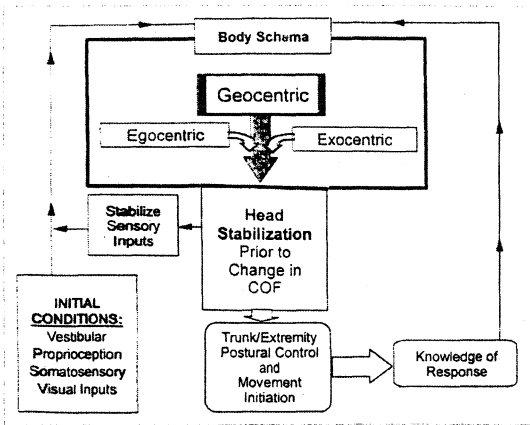 Body Schema
Geocentric
Egocentric
Exocentric
Stabilize
Sensory
Inputs
Head
Stabilization
Prior to
Change in
COF
INITIAL
CONDITIONS:
Vestibular
Proprioception
Somatosensory
Visual Inputs
Trunk/Extremity
Postural Control
and
Movement
Initiation
Knowledge of
Response